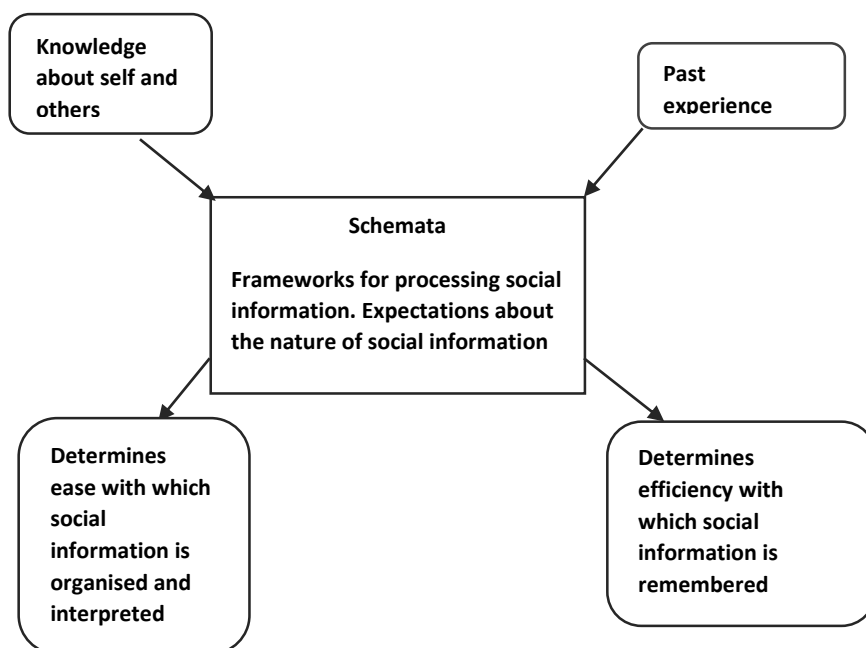 Knowledge
about self and
others
Past
experience
Schemata
Frameworks for processing social
information. Expectations about
the nature of social information
Determines
ease with which
social
information is
organised and
interpreted
Determines
efficiency with
which social
information is
remembered